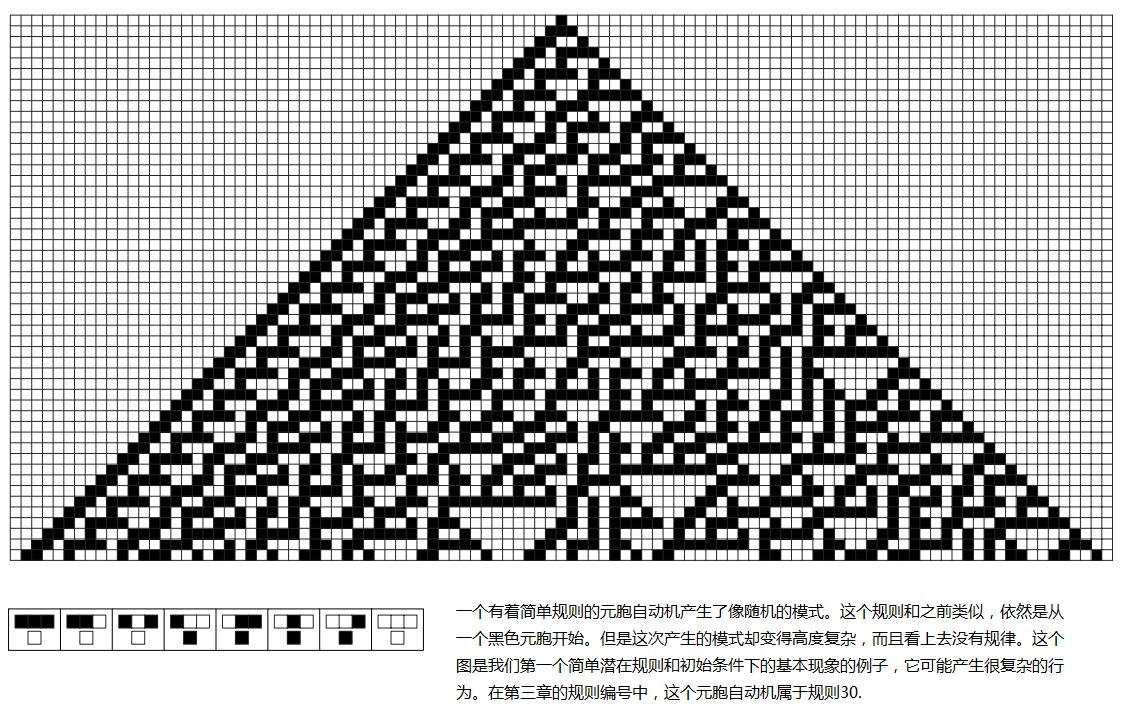 一个有着简单规则的元胞自动机产生了像随机的模式。这个规则和之前类似，依然是从
一个黑色元胞开始。但是这次产生的模式却变得高度复杂，而且看上去没有规律。这个
图是我们第一个简单潜在规则和初始条件下的基本现象的例子，它可能产生很复杂的行
为。在第三章的规则编号中，这个元胞自动机属于规则30.